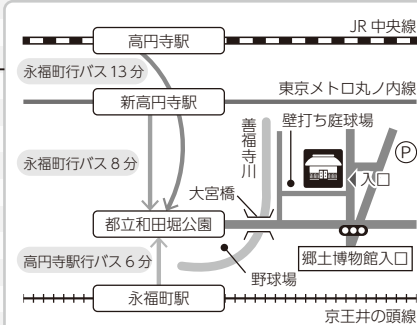 JR 中央線
高円寺駅
永福町行バス 13 分
東京メトロ丸ノ内線
新高円寺駅
善福寺川
壁打ち庭球場
P
永福町行バス 8 分
入口
大宮橋
都立和田堀公園
郷土博物館入口
高円寺駅行バス 6 分
野球場
永福町駅
京王井の頭線